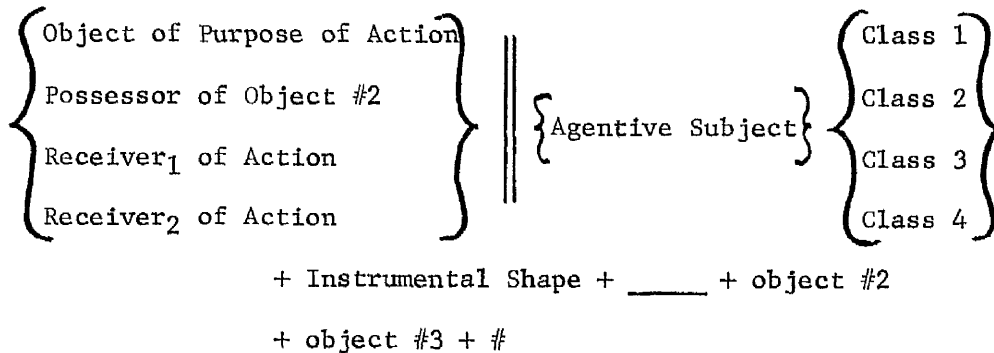 Object of Purpose of Action
Possessor of Object #2
Receiver1 of Action
Receiver2 of Action
Agentive Subject
Class 1
Class 2
Class 3
Class 4
+ Instrumental Shape + _____ + object #2
+ object #3 + #